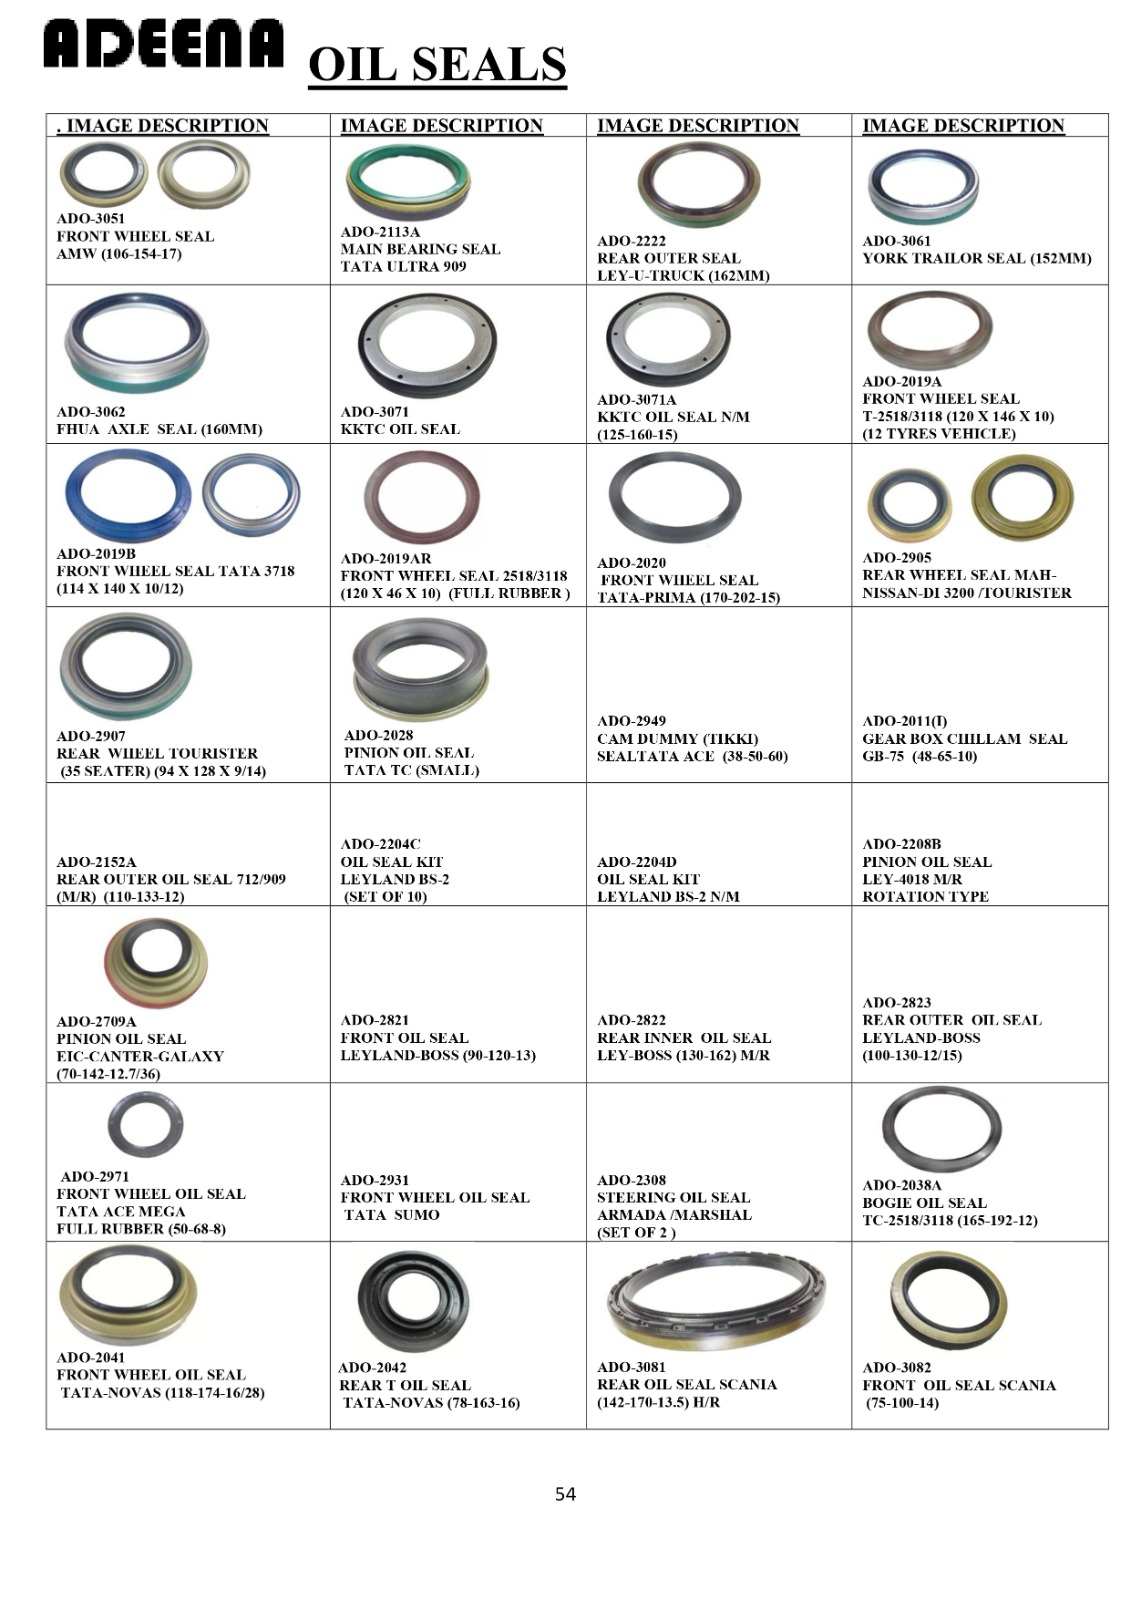 ADEENA
OIL SEALS
. IMAGE DESCRIPTION
IMAGE DESCRIPTION
IMAGE DESCRIPTION
IMAGE DESCRIPTION
ADO-3051
FRONT WHEEL SEAL
AMW (106-154-17)
ADO-2113A
MAIN BEARING SEAL
TATA ULTRA 909
ADO-2222
REAR OUTER SEAL
LEY-U-TRUCK (162MM)
ADO-3061
YORK TRAILOR SEAL (152MM)
ADO-3062
FHUA AXLE SEAL (160MM)
ADO-3071
KKTC OIL SEAL
ADO-3071A
KKTC OIL SEAL N/M
(125-160-15)
ADO-2019A
FRONT WHEEL SEAL
T-2518/3118 (120 X 146 X 10)
(12 TYRES VEHICLE)
ADO-2019B
FRONT WHEEL SEAL TATA 3718
(114 X 140 X 10/12)
ADO-2019AR
FRONT WHEEL SEAL 2518/3118
(120 X 46 X 10) (FULL RUBBER )
ADO-2020
FRONT WHEEL SEAL
TATA-PRIMA (170-202-15)
ADO-2905
REAR WHEEL SEAL MAH-
NISSAN-DI 3200 /TOURISTER
ADO-2907
REAR WHEEL TOURISTER
(35 SEATER) (94 X 128 X 9/14)
ADO-2028
PINION OIL SEAL
TATA TC (SMALL)
ADO-2949
CAM DUMMY (TIKKI)
SEALTATA ACE (38-50-60)
ADO-2011(I)
GEAR BOX CHILLAM SEAL
GB-75 (48-65-10)
ADO-2152A
REAR OUTER OIL SEAL 712/909
(M/R) (110-133-12)
ADO-2204C
OIL SEAL KIT
LEYLAND BS-2
(SET OF 10)
ADO-2204D
OIL SEAL KIT
LEYLAND BS-2 N/M
ADO-2208B
PINION OIL SEAL
LEY-4018 M/R
ROTATION TYPE
ADO-2709A
PINION OIL SEAL
EIC-CANTER-GALAXY
(70-142-12.7/36)
ADO-2821
FRONT OIL SEAL
LEYLAND-BOSS (90-120-13)
ADO-2822
REAR INNER OIL SEAL
LEY-BOSS (130-162) M/R
ADO-2823
REAR OUTER OIL SEAL
LEYLAND-BOSS
(100-130-12/15)
ADO-2971
FRONT WHEEL OIL SEAL
TATA ACE MEGA
FULL RUBBER (50-68-8)
ADO-2931
FRONT WHEEL OIL SEAL
TATA SUMO
ADO-2308
STEERING OIL SEAL
ARMADA /MARSHAL
(SET OF 2 )
ADO-2038A
BOGIE OIL SEAL
TC-2518/3118 (165-192-12)
ADO-2041
FRONT WHEEL OIL SEAL
TATA-NOVAS (118-174-16/28)
ADO-2042
REAR T OIL SEAL
TATA-NOVAS (78-163-16)
ADO-3081
REAR OIL SEAL SCANIA
(142-170-13.5) H/R
ADO-3082
FRONT OIL SEAL SCANIA
(75-100-14)
54